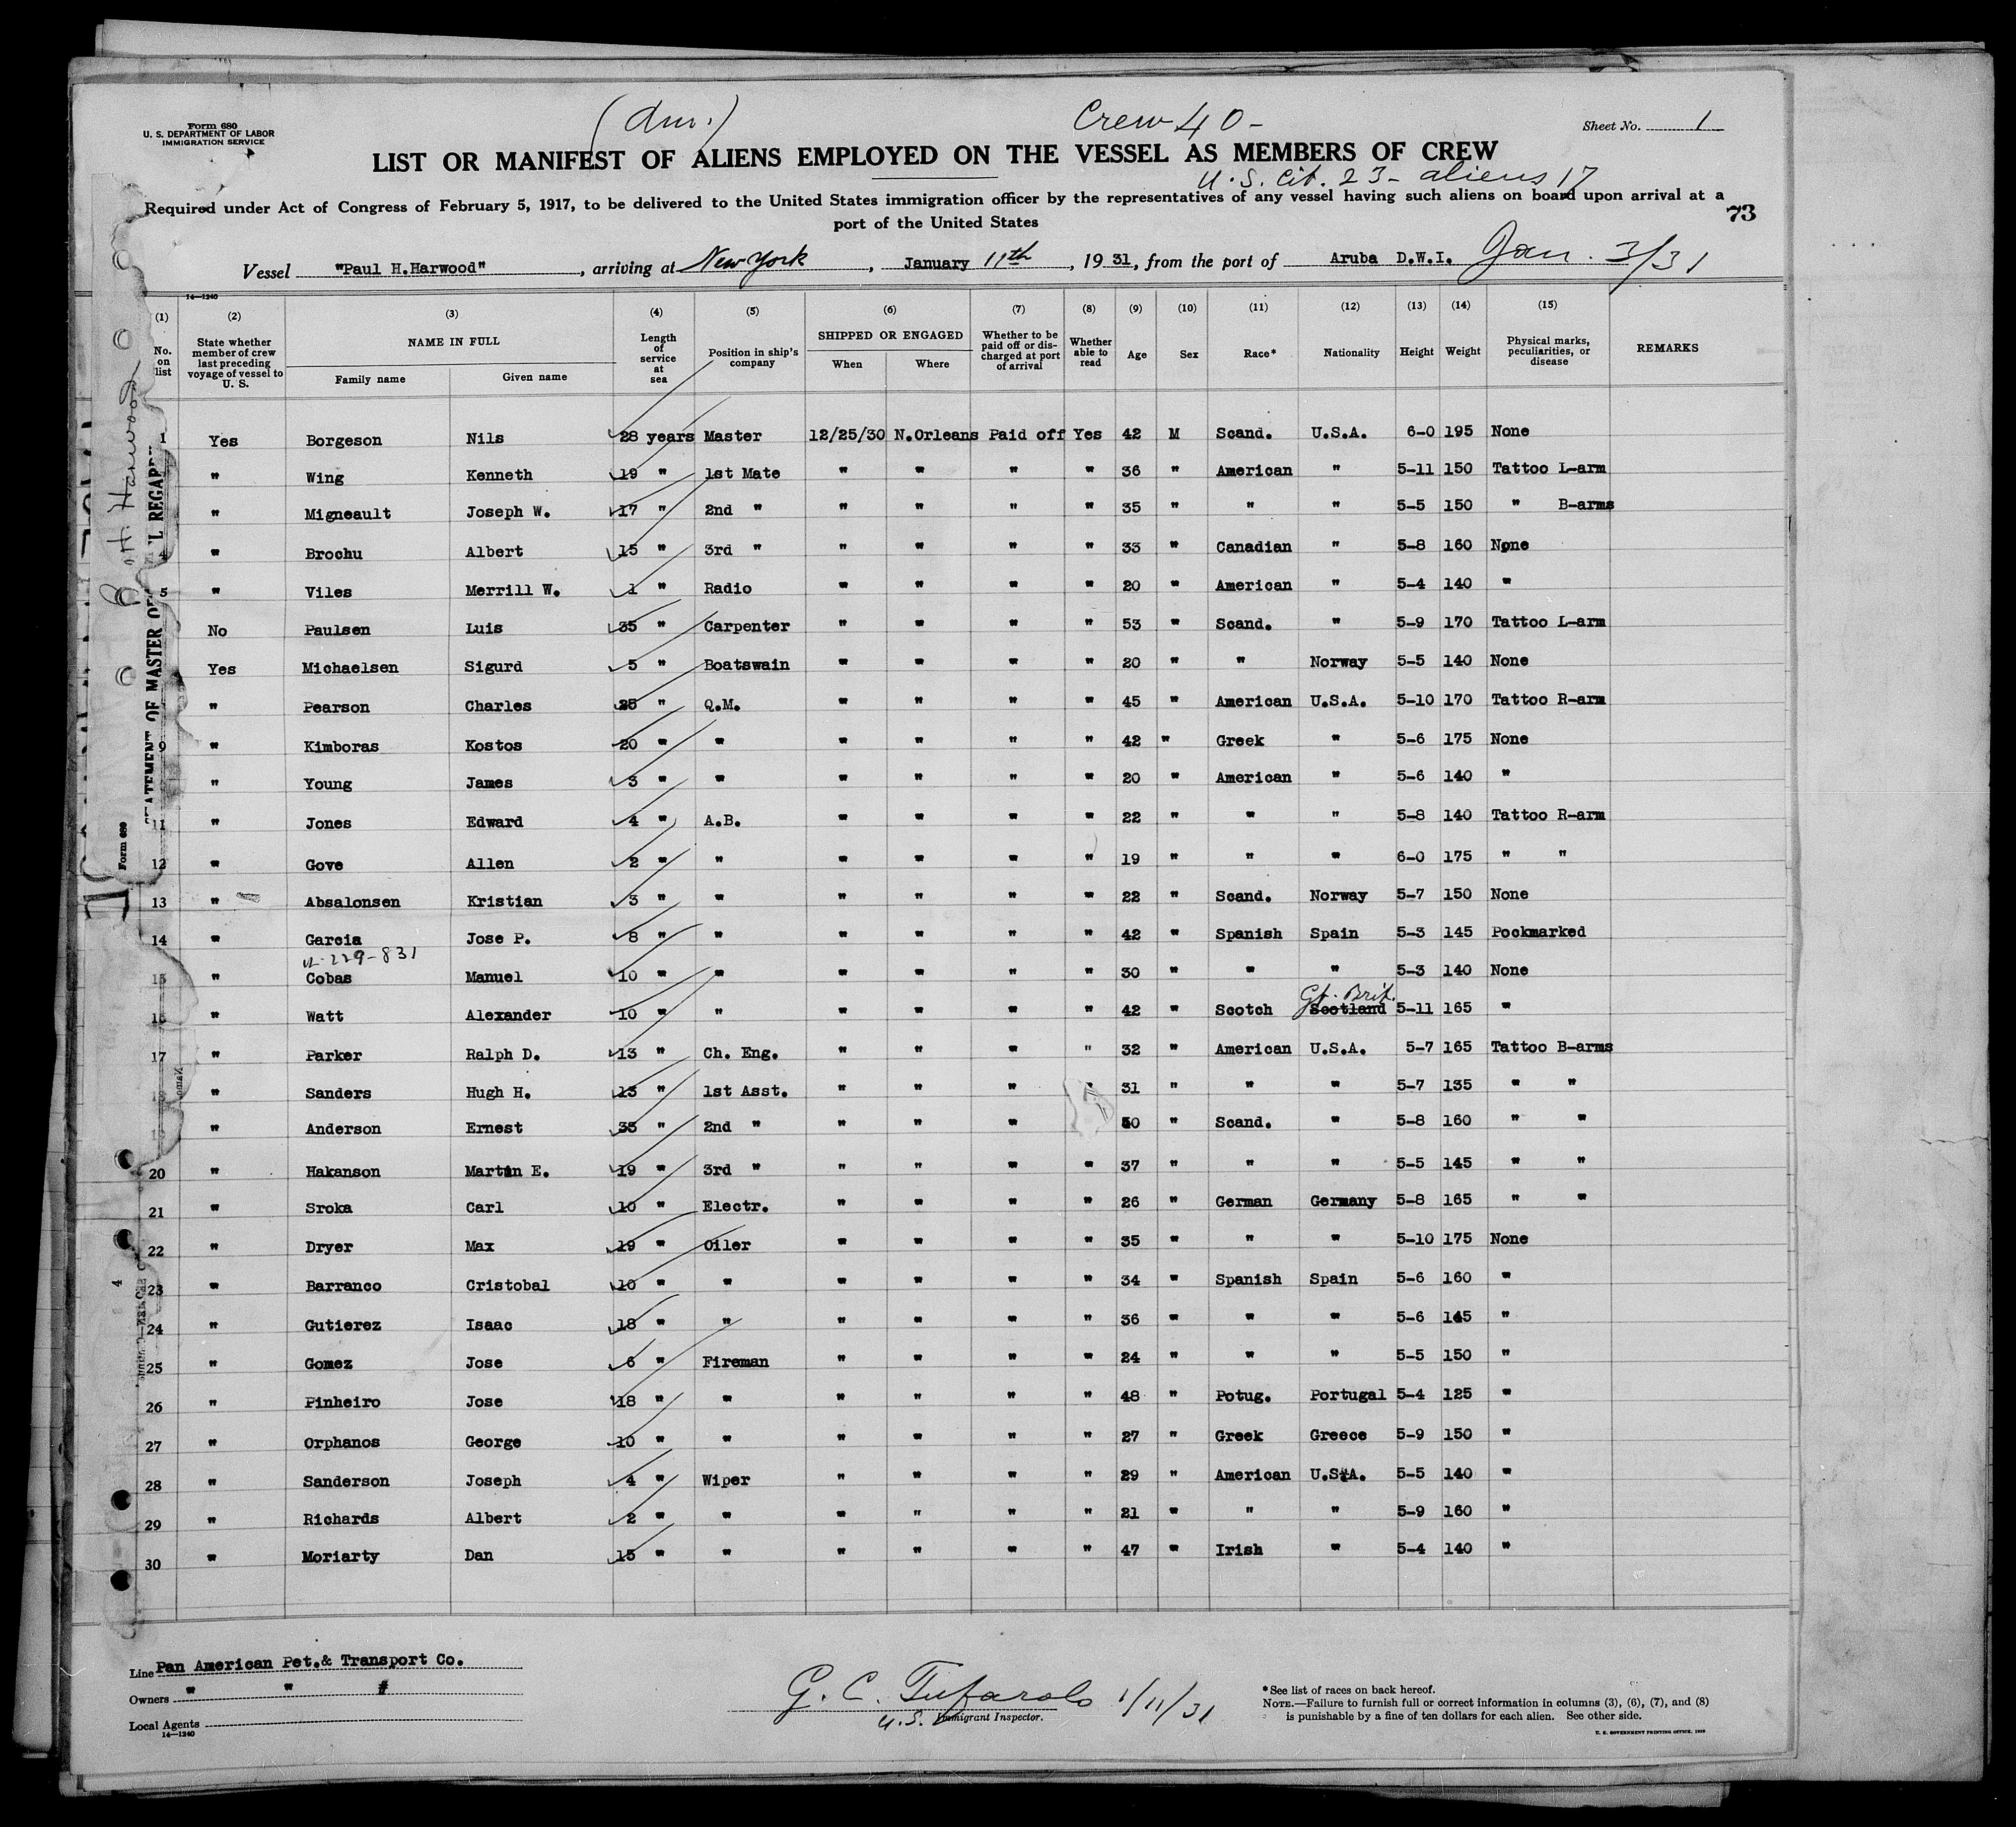 Form 680
U. S. DEPARTMENT OF LABOR
IMMIGRATION SERVICE
Crew 40 -
Sheet No. 1
LIST OR MANIFEST OF ALIENS EMPLOYED ON THE VESSEL AS MEMBERS OF CREW
U. S. Cit. 23 - aliens 17
Required under Act of Congress of February 5, 1917, to be delivered to the United States immigration officer by the representatives of any vessel having such aliens on board upon arrival at a
port of the United States
73
Vessel "Paul H.Harwood", arriving at New York, January 11th, 1931, from the port of Aruba D.W.I. Jan. 3/31
14—1240
(1) (2) (3) (4) (5) (6) (7) (8) (9) (10) (11) (12) (13) (14) (15)
No. on list | State whether member of crew last preceding voyage of vessel to U. S. | NAME IN FULL | Length of service at sea | Position in ship's company | SHIPPED OR ENGAGED | Whether to be paid off or discharged at port of arrival | Whether able to read | Age | Sex | Race* | Nationality | Height | Weight | Physical marks, peculiarities, or disease | REMARKS
Family name | Given name | When | Where
1 Yes Borgeson Nils 28 years Master 12/25/30 N.Orleans Paid off Yes 42 M Scand. U.S.A. 6-0 195 None
" Wing Kenneth 19 " 1st Mate " " " " 36 " American " 5-11 150 Tattoo L-arm
" Migneault Joseph W. 17 " 2nd " " " " " 35 " " " 5-5 150 " B-arms
4 " Brochu Albert 15 " 3rd " " " " " 33 " Canadian " 5-8 160 None
5 " Viles Merrill W. 1 " Radio " " " " 20 " American " 5-4 140 "
No Paulsen Luis 35 " Carpenter " " " " 53 " Scand. " 5-9 170 Tattoo L-arm
Yes Michaelsen Sigurd 5 " Boatswain " " " " 20 " " Norway 5-5 140 None
" Pearson Charles 25 " Q.M. " " " " 45 " American U.S.A. 5-10 170 Tattoo R-arm
9 " Kimboras Kostos 20 " " " " " " 42 " Greek " 5-6 175 None
" Young James 3 " " " " " " 20 " American " 5-6 140 "
11 " Jones Edward 4 " A.B. " " " " 22 " " " 5-8 140 Tattoo R-arm
12 " Gove Allen 2 " " " " " " 19 " " " 6-0 175 " "
13 " Absalonsen Kristian 3 " " " " " " 22 " Scand. Norway 5-7 150 None
14 " Garcia Jose P. 8 " " " " " " 42 " Spanish Spain 5-3 145 Pockmarked
229-831
15 " Cobas Manuel 10 " " " " " " 30 " " " 5-3 140 None
Gt. Brit.
16 " Watt Alexander 10 " " " " " " 42 " Scotch Scotland 5-11 165 "
17 " Parker Ralph D. 13 " Ch. Eng. " " " " 32 " American U.S.A. 5-7 165 Tattoo B-arms
" Sanders Hugh H. 13 " 1st Asst. " " " " 31 " " " 5-7 135 " "
" Anderson Ernest 35 " 2nd " " " " 50 " Scand. " 5-8 160 " "
20 " Hakanson Martin E. 19 " 3rd " " " " " 37 " " " 5-5 145 " "
21 " Sroka Carl 10 " Electr. " " " " 26 " German Germany 5-8 165 " "
22 " Dryer Max 19 " Oiler " " " " 35 " " " 5-10 175 None
23 " Barranco Cristobal 10 " " " " " " 34 " Spanish Spain 5-6 160 "
24 " Gutierez Isaac 18 " " " " " " 36 " " " 5-6 145 "
25 " Gomez Jose 6 " Fireman " " " " 24 " " " 5-5 150 "
26 " Pinheiro Jose 18 " " " " " " 48 " Potug. Portugal 5-4 125 "
27 " Orphanos George 10 " " " " " " 27 " Greek Greece 5-9 150 "
28 " Sanderson Joseph 4 " Wiper " " " " 29 " American U.S.A. 5-5 140 "
29 " Richards Albert 2 " " " " " " 21 " " " 5-9 160 "
30 " Moriarty Dan 15 " " " " " " 47 " Irish " 5-4 140 "
Line Pan American Pet.& Transport Co.
Owners " " #
Local Agents
14—1240
G. C. Tufarolo 1/11/31
U.S. Immigrant Inspector.
*See list of races on back hereof.
NOTE.—Failure to furnish full or correct information in columns (3), (6), (7), and (8)
is punishable by a fine of ten dollars for each alien. See other side.
U. S. GOVERNMENT PRINTING OFFICE: 1929
H. Harwood
STATEMENT OF MASTER OF
Form 680